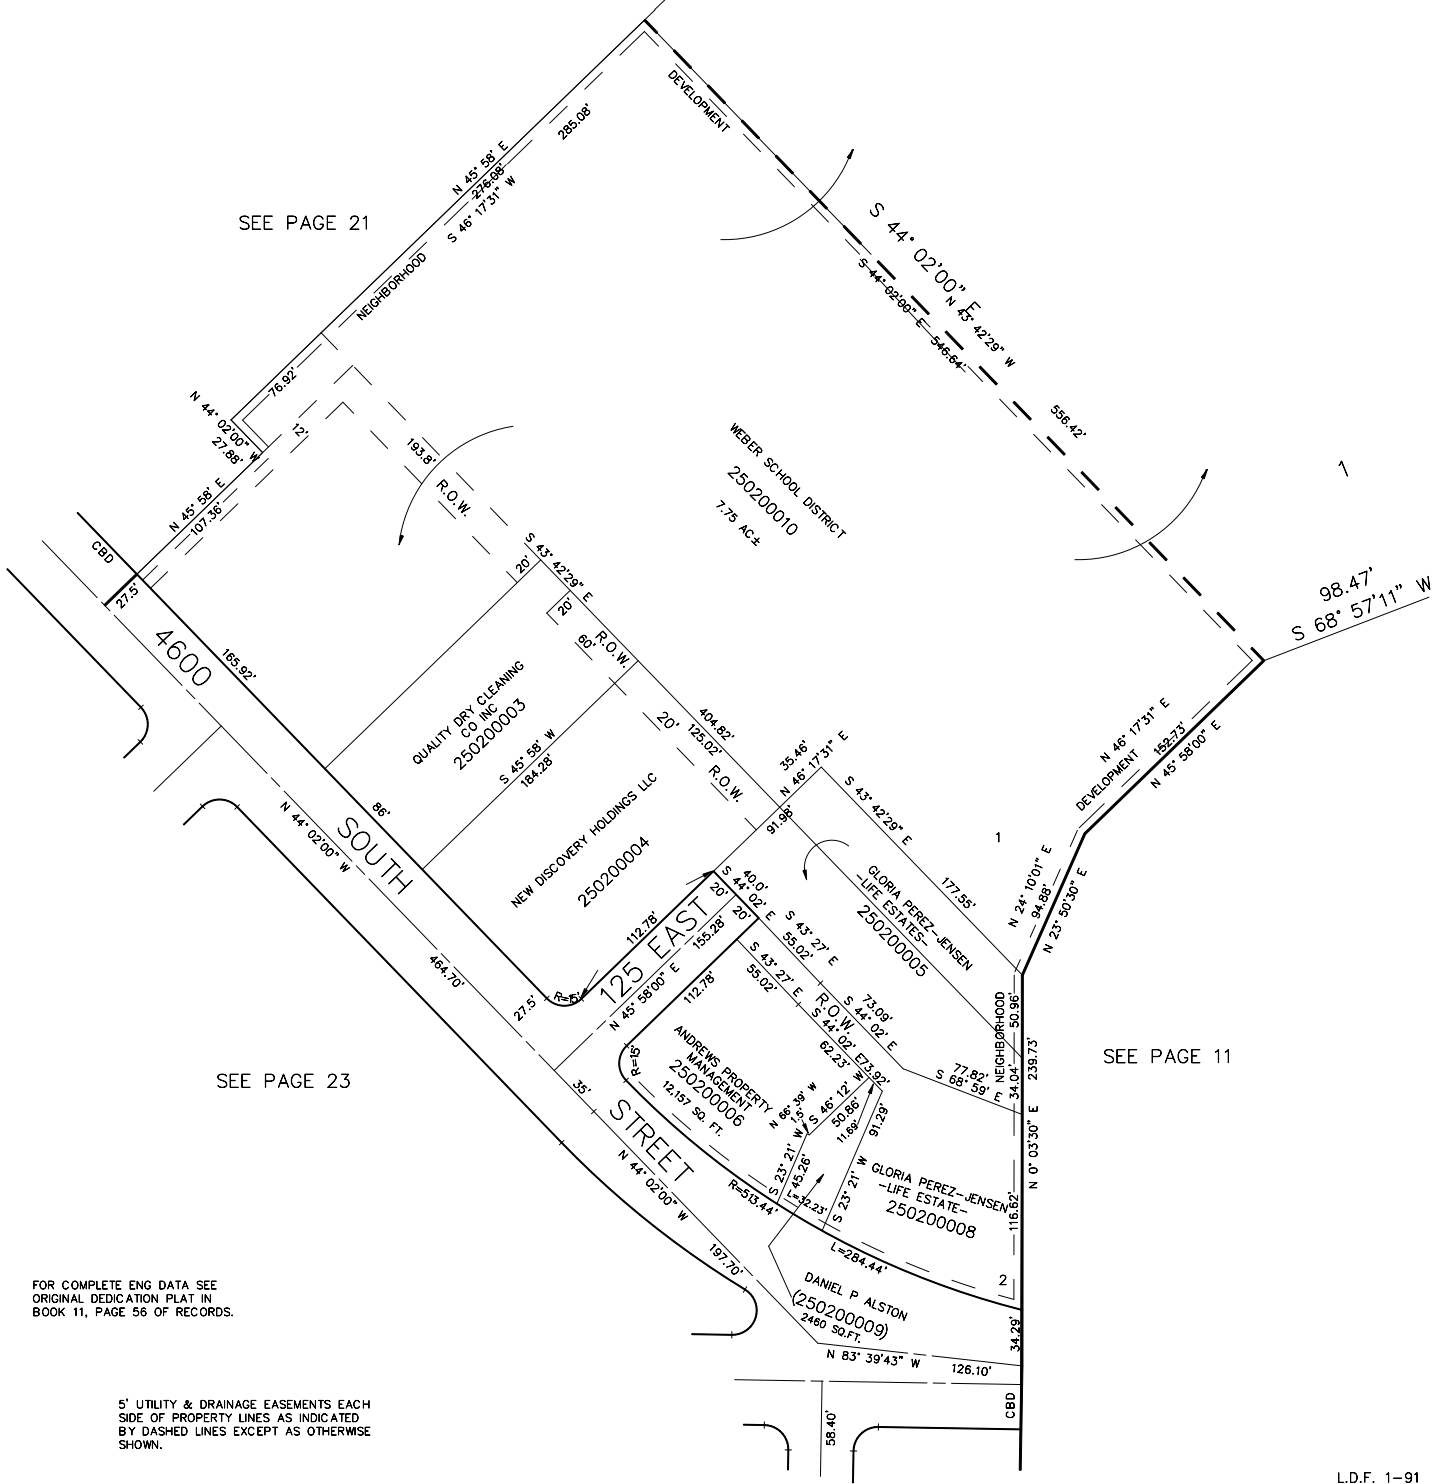 DEVELOPMENT
285.08'
N 45° 58' E
276.08'
S 46° 17'31" W
NEIGHBORHOOD
SEE PAGE 21
S 44° 02'00" E
S 44° 02'00" E
546.64'
N 43° 42'29" W
556.42'
76.92'
N 44° 02'00" W
27.88'
12'
193.8'
R.O.W.
N 45° 58' E
107.36'
WEBER SCHOOL DISTRICT
250200010
7.75 AC±
1
98.47'
S 68° 57'11" W
CBD
27.5'
4600
165.92'
S 43° 42'29" E
20'
20'
60'
R.O.W.
QUALITY DRY CLEANING
CO INC
250200003
S 45° 58' W
184.28'
20'
404.82'
125.02'
R.O.W.
35.46'
N 46° 17'31" E
91.98'
S 43° 42'29" E
177.55'
N 46° 17'31" E
152.73'
N 45° 58'00" E
DEVELOPMENT
1
86'
SOUTH
N 44° 02'00" W
NEW DISCOVERY HOLDINGS LLC
250200004
GLORIA PEREZ-JENSEN
-LIFE ESTATES-
250200005
N 24° 10'01" E
94.88'
N 23° 50'30" E
40.0'
S 44° 02' E
20'
20'
112.78'
125 EAST
155.28'
N 45° 58'00" E
112.78'
S 43° 27' E
55.02'
S 43° 27' E
55.02'
R.O.W.
S 44° 02' E
62.23'
73.09'
S 44° 02' E
73.92'
464.70'
27.5'
R=15'
R=15'
35'
STREET
N 44° 02'00" W
ANDREWS PROPERTY
MANAGEMENT
250200006
12,157 SQ. FT.
N 66° 39' W
1.5'
S 46° 12' W
50.86'
11.69'
91.29'
S 23° 21' W
45.26'
S 23° 21' W
L=32.23'
R=513.44'
L=284.44'
77.82'
S 68° 59' E
NEIGHBORHOOD
50.96'
34.04'
239.73'
N 0° 03'30" E
116.62'
SEE PAGE 11
SEE PAGE 23
GLORIA PEREZ-JENSEN
-LIFE ESTATE-
250200008
2
197.70'
DANIEL P ALSTON
(250200009)
2460 SQ.FT.
34.29'
N 83° 39'43" W
126.10'
CBD
58.40'
FOR COMPLETE ENG DATA SEE
ORIGINAL DEDICATION PLAT IN
BOOK 11, PAGE 56 OF RECORDS.
5' UTILITY & DRAINAGE EASEMENTS EACH
SIDE OF PROPERTY LINES AS INDICATED
BY DASHED LINES EXCEPT AS OTHERWISE
SHOWN.
L.D.F. 1-91